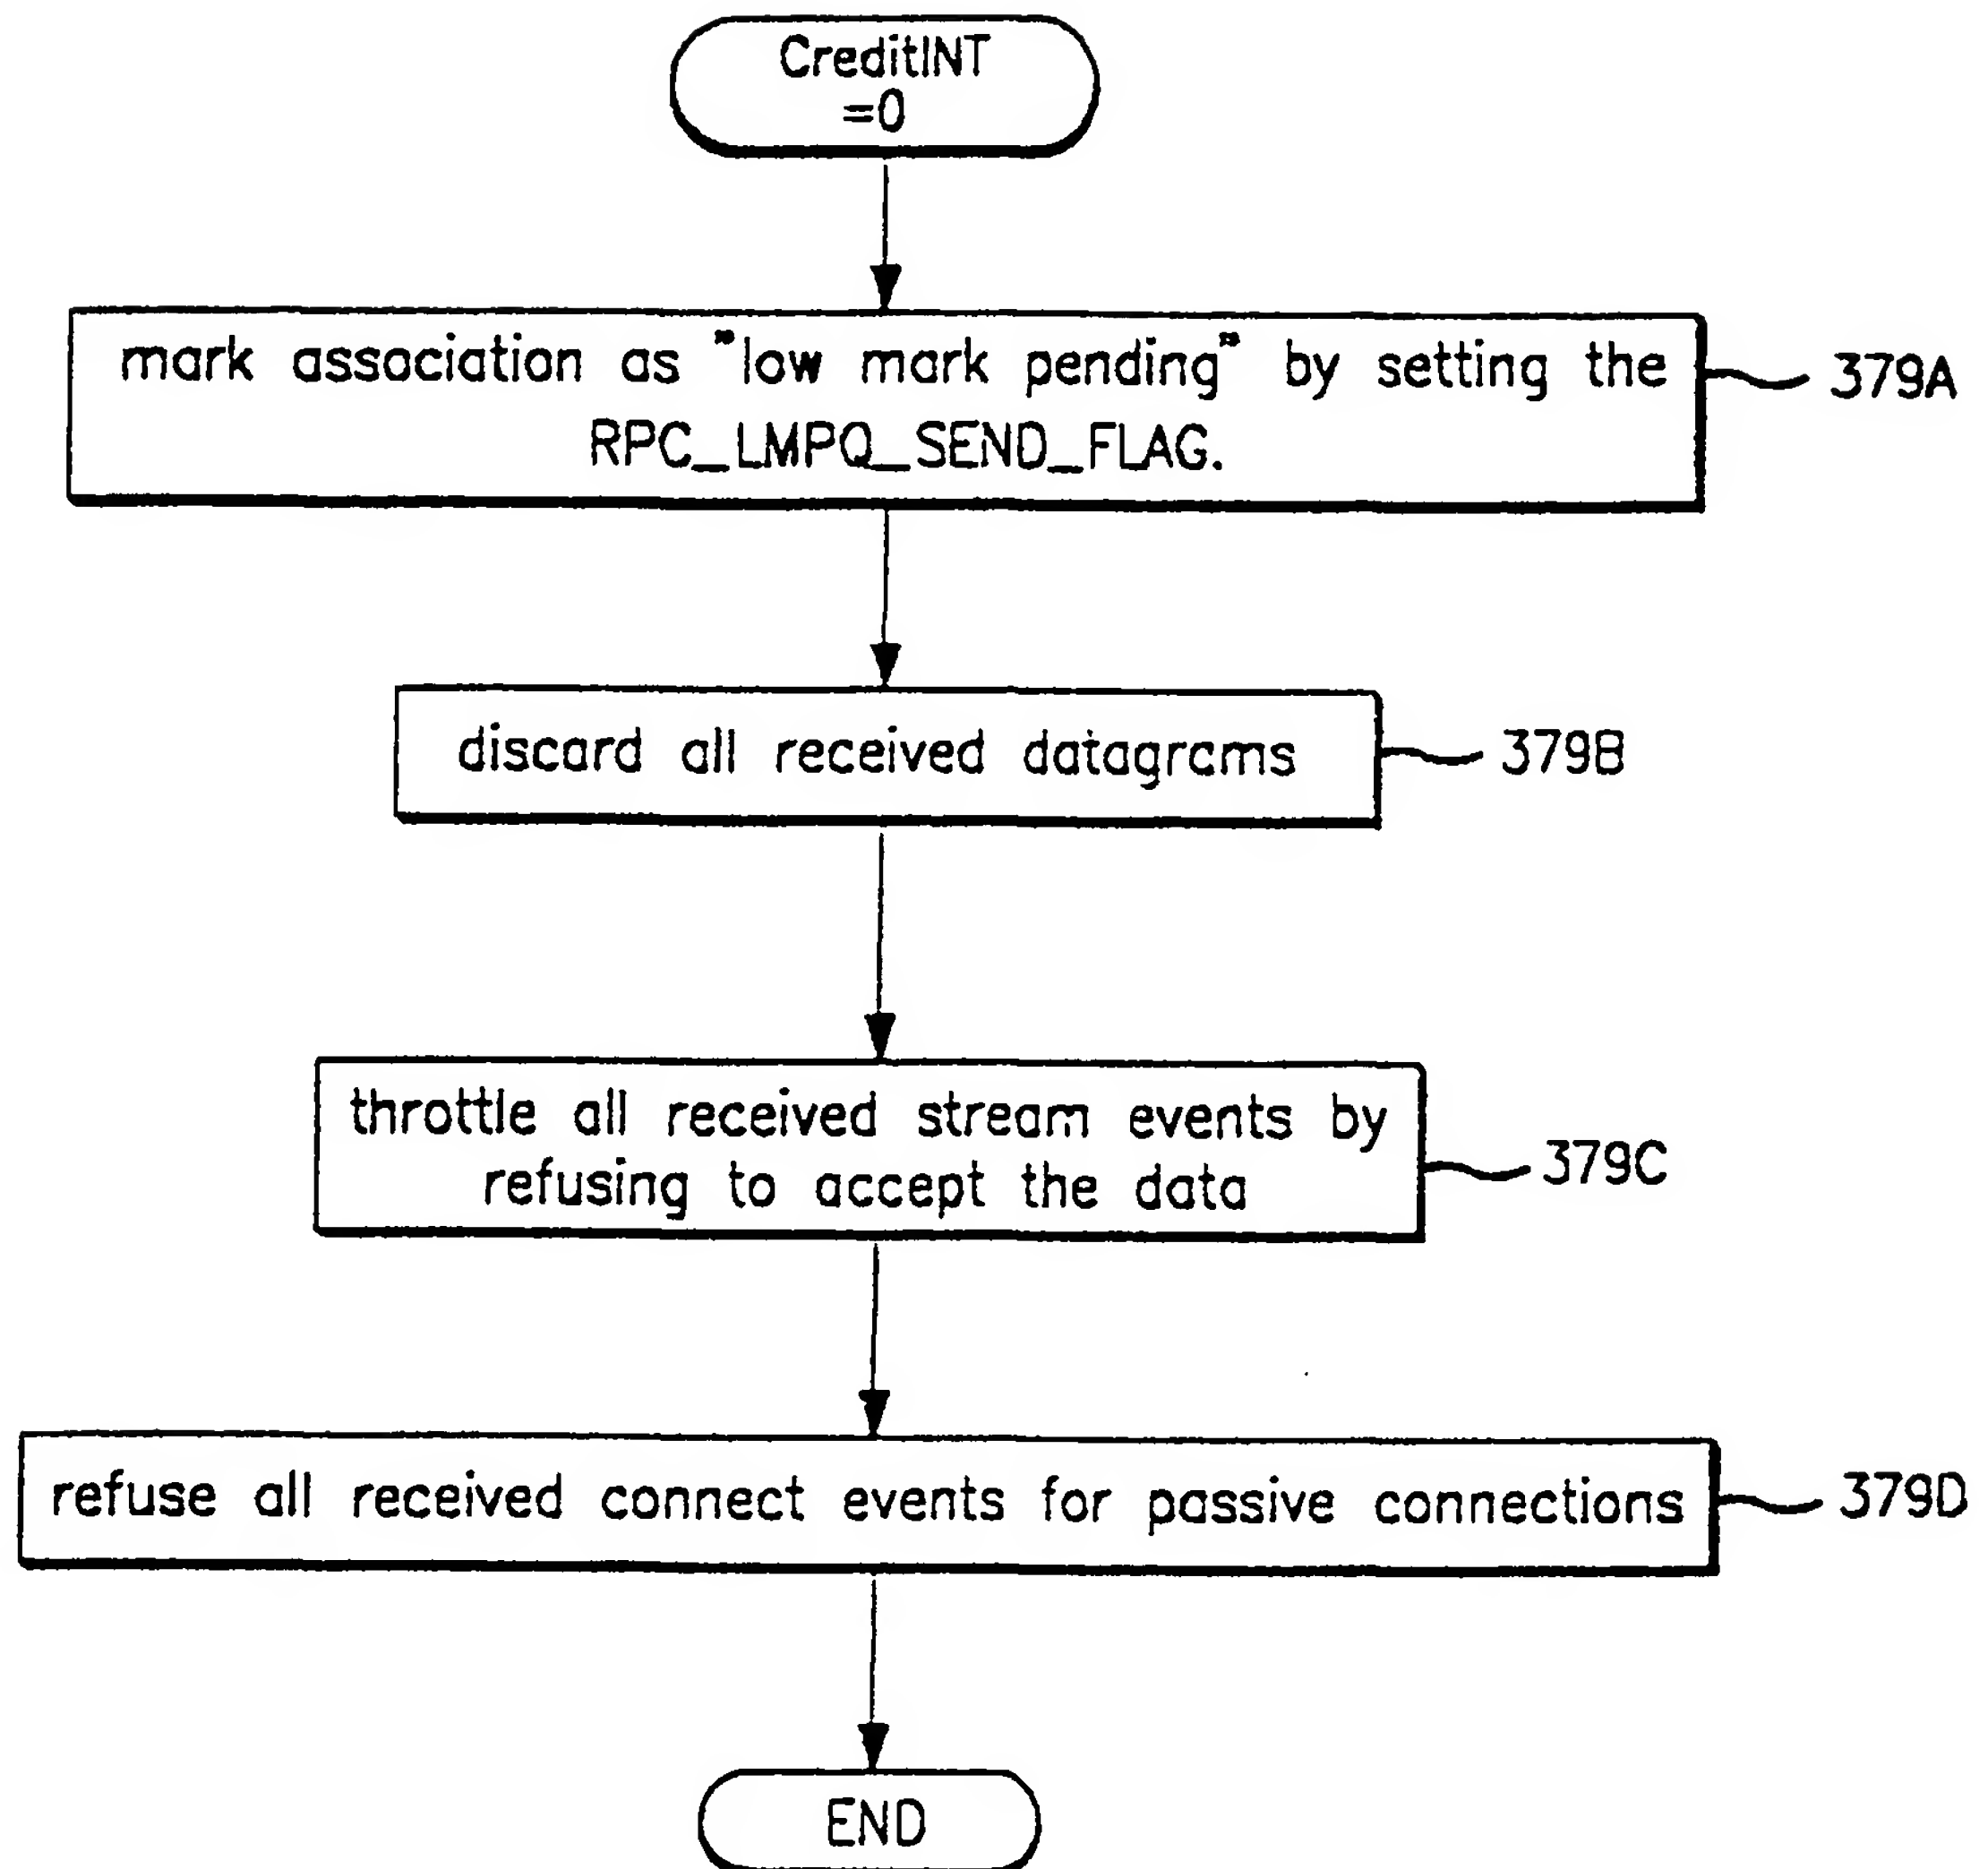 CreditINT
=0
mark association as "low mark pending" by setting the
RPC_LMPQ_SEND_FLAG.
379A
discard all received datagrams
379B
throttle all received stream events by
refusing to accept the data
379C
refuse all received connect events for passive connections
379D
END